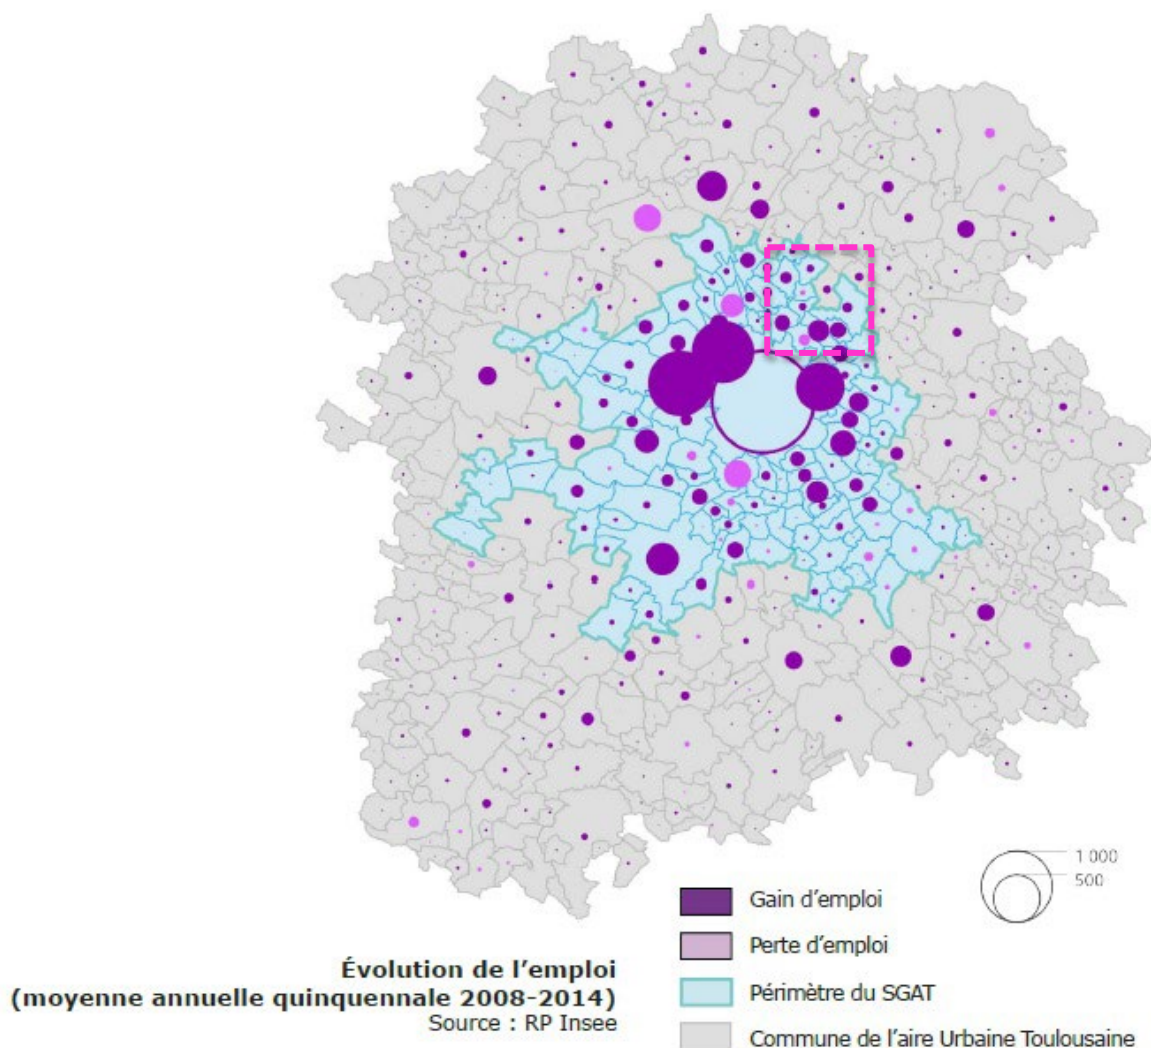 1 000
500
Gain d'emploi
Perte d'emploi
Périmètre du SGAT
Commune de l'aire Urbaine Toulousaine
Évolution de l'emploi
(moyenne annuelle quinquennale 2008-2014)
Source : RP Insee